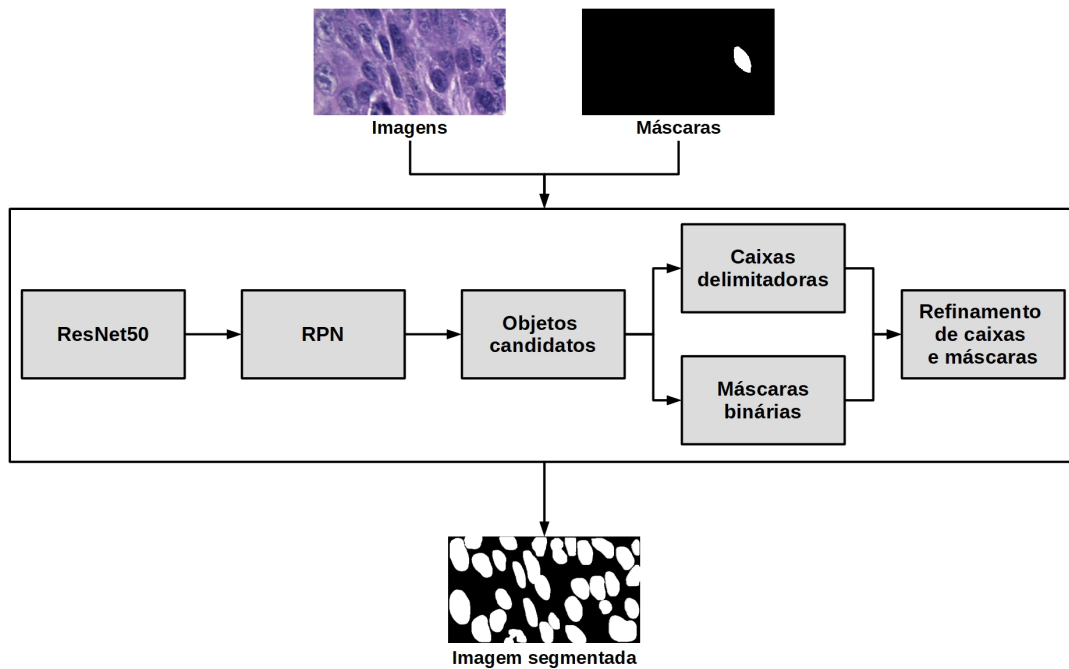 Imagens
Máscaras
ResNet50
RPN
Objetos
candidatos
Caixas
delimitadoras
Máscaras
binárias
Refinamento
de caixas
e máscaras
Imagem segmentada